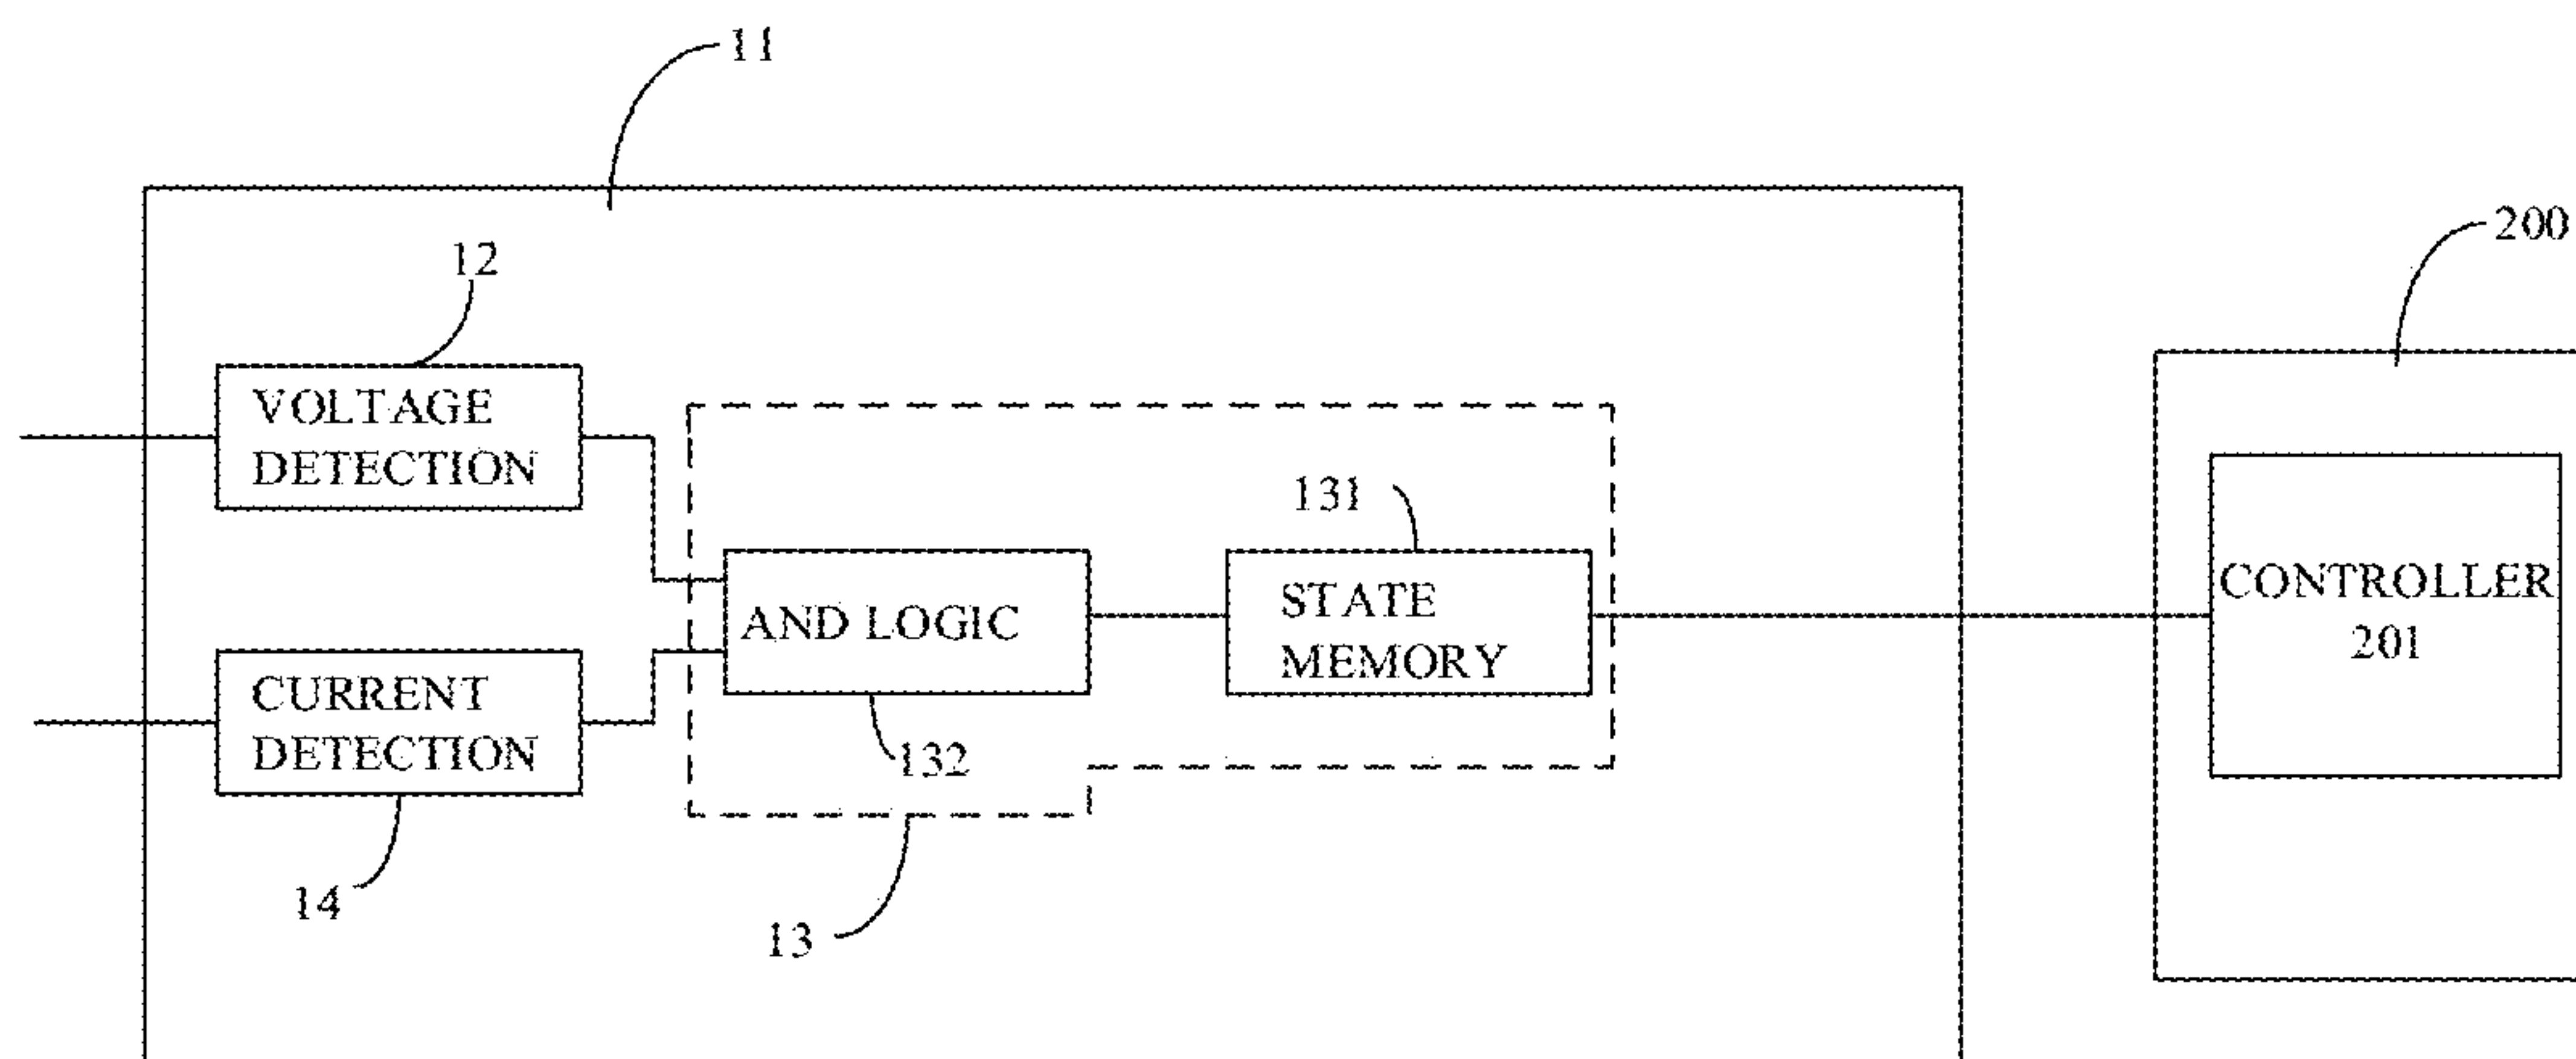 11
200
12
VOLTAGE
DETECTION
131
AND LOGIC
STATE
MEMORY
CONTROLLER
201
CURRENT
DETECTION
132
14
13